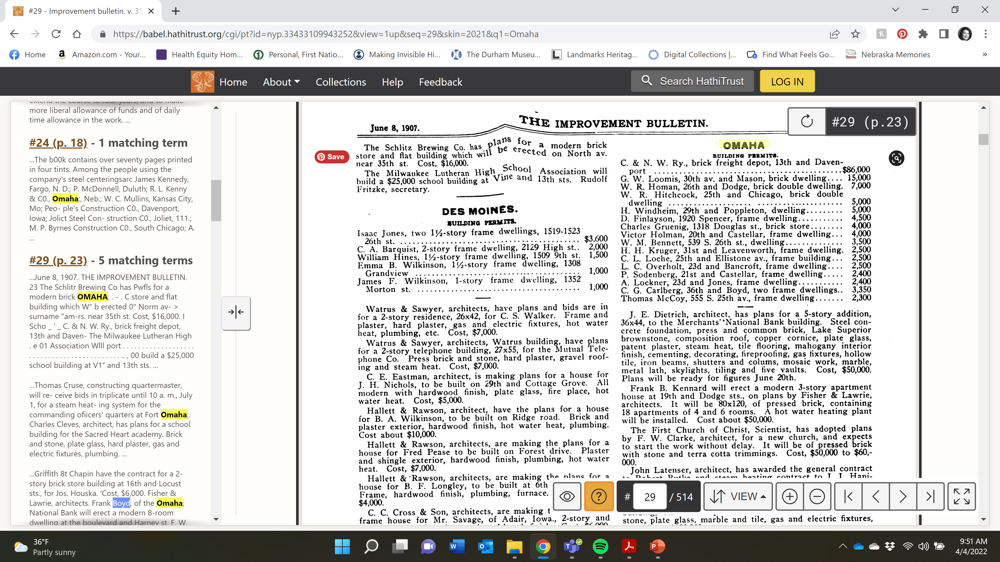 #29 - Improvement bulletin. v. 35
https://babel.hathitrust.org/cgi/pt?id=nyp.33433109943252&view=1up&seq=29&skin=2021&q1=Omaha
Home
Amazon.com - Your...
Health Equity Hom...
Personal, First Natio...
Making Invisible Hi...
The Durham Museu...
Landmarks Heritag...
Digital Collections |...
Find What Feels Go...
Nebraska Memories
»
Home
About
Collections
Help
Feedback
Search HathiTrust
LOG IN
extend the course to four years, and to make
more liberal allowance of funds and of daily
time allowance in the work. ...
#24 (p. 18) - 1 matching term
...The b00k contains over seventy pages printed
in four tints. Among the people using the
company's steel centeringsarc James Kennedy,
Fargo, N. D.; P. McDonnell, Duluth; R. L. Kenny
& C0., Omaha;, Neb.; W. C. Mullins, Kansas City,
Mo; Peo- ple’s Construction C0., Davenport,
Iowa; Jolict Steel Con- struction C0., Joliet, 111.;
M. P. Byrnes Construction C0., South Chicago; A.
...
#29 (p. 23) - 5 matching terms
...June 8, 1907. THE IMPROVEMENT BULLETIN.
23 The Schlitr Brewing Co has Pwfls for a
modern brick OMAHA; . - . C store and flat
building which W“ b erected 0" Norm av- >
surname "am-rs. near 35th st. Cost, $16,000. I
Scho _ ‘ _ C. & N. W. Ry., brick freight depot,
13th and Daven- The Milwaukee Lutheran High
. e 01 Association Wlll port . . . . . . . . . . . . . . . . . . .
. . . . . . . . . . . . . . . . . . . . . . . . . .. , 00 build a $25,000
school building at V1” and 13th sts. ...
...Thomas Cruse, constructing quartermaster,
will re- ceive bids in triplicate until 10 a. m., July
1, for a steam heat- ing system for the
commanding ofiicers' quarters at Fort Omaha;.
Charles Cleves, architect, has plans for a school
building for the Sacred Heart academy. Brick
and stone, plate glass, hard plaster, gas and
electric fixtures, plumbing. ...
...Griffith 8t Chapin have the contract for a 2-
story brick store building at 16th and Locust
sts., for Jos. Houska. ‘Cost, $6,000. Fisher &
Lawrie, architects. Frank Boyd, of the Omaha;
National Bank will erect a modern 8-room
dwelling at the boulevard and Harney st. F. W.
June 8, 1907.
THE IMPROVEMENT BULLETIN.
#29 (p.23)
Save
The Schlitz Brewing Co. has plans for a modern brick
store and flat building which will be erected on North av.
near 35th st. Cost, $16,000.
The Milwaukee Lutheran High School Association will
build a $25,000 school building at Vine and 13th sts. Rudolf
Fritzke, secretary.
DES MOINES.
BUILDING PERMITS.
Isaac Jones, two 1½-story frame dwellings, 1519-1523
26th st. .......... $3,600
C. A. Barquist, 2-story frame dwelling, 2129 High st.. 2,000
William Hines, 1½-story frame dwelling, 1509 9th st. 1,500
Emma B. Wilkinson, 1½-story frame dwelling, 1308
Grandview .......... 1,000
James F. Wilkinson, 1-story frame dwelling, 1352
Morton st. .......... 1,000
Watrus & Sawyer, architects, have plans and bids are in
for a 2-story residence, 26x42, for C. S. Walker. Frame and
plaster, hard plaster, gas and electric fixtures, hot water
heat, plumbing, etc. Cost, $7,000.
Watrus & Sawyer, architects, Watrus building, have plans
for a 2-story telephone building, 27x55, for the Mutual Tele-
phone Co. Press brick and stone, hard plaster, gravel roof-
ing and steam heat. Cost, $7,000.
C. E. Eastman, architect, is making plans for a house for
J. H. Nichols, to be built on 29th and Cottage Grove. All
modern with hardwood finish, plate glass, fire place, hot
water heat. Cost, $5,000.
Hallett & Rawson, architect, have the plans for a house
for B. A. Wilkinson, to be built on Ridge road. Brick and
plaster exterior, hardwood finish, hot water heat, plumbing.
Cost about $10,000.
Hallett & Rawson, architects, are making the plans for a
house for Fred Pease to be built on Forest drive. Plaster
and shingle exterior, hardwood finish, plumbing, hot water
heat. Cost, $7,000.
Hallett & Rawson, architects, are making the plans for a
house for B. F. Longley, to be built at 6th
Frame, hardwood finish, plumbing, furnace.
$4,000.
C. C. Cross & Son, architects, are making t
frame house for Mr. Savage, of Adair, Iowa., 2-story and
OMAHA
BUILDING PERMITS.
C. & N. W. Ry., brick freight depot, 13th and Daven-
port .......... $86,000
G. W. Loomis, 30th av. and Mason, brick dwelling.... 15,000
W. R. Homan, 26th and Dodge, brick double dwelling. 7,000
W. R. Hitchcock, 25th and Chicago, brick double
dwelling .......... 5,000
H. Windheim, 29th and Poppleton, dwelling......... 5,000
D. Finlayson, 1920 Spencer, frame dwelling........... 4,500
Charles Gruenig, 1318 Douglas st., brick store........ 4,000
Victor Holman, 20th and Castellar, frame dwelling... 4,000
W. M. Bennett, 539 S. 26th st., dwelling.............. 3,500
H. H. Kruger, 31st and Leavenworth, frame dwelling. 2,500
C. L. Loche, 25th and Ellistone av., frame building... 2,500
L. C. Overholt, 23d and Bancroft, frame dwelling.... 2,500
P. Sodenberg, 21st and Castellar, frame dwelling..... 2,400
A. Lockner, 23d and Jones, frame dwelling........... 2,400
C. G. Carlberg, 36th and Boyd, two frame dwellings.. 3,350
Thomas McCoy, 555 S. 25th av., frame dwelling....... 2,300
J. E. Dietrich, architect, has plans for a 5-story addition,
36x44, to the Merchants' National Bank building. Steel con-
crete foundation, press and common brick, Lake Superior
brownstone, composition roof, copper cornice, plate glass,
patent plaster, steam heat, tile flooring, mahogany interior
finish, cementing, decorating, fireproofing, gas fixtures, hollow
tile, iron beams, shutters and colums, mosaic work, marble,
metal lath, skylights, tiling and five vaults. Cost, $50,000.
Plans will be ready for figures June 20th.
Frank B. Kennard will erect a modern 3-story apartment
house at 19th and Dodge sts., on plans by Fisher & Lawrie,
architects. It will be 80x120, of pressed brick, containing
18 apartments of 4 and 6 rooms. A hot water heating plant
will be installed. Cost about $50,000.
The First Church of Christ, Scientist, has adopted plans
by F. W. Clarke, architect, for a new church, and expects
to start the work without delay. It will be of pressed brick
with stone and terra cotta trimmings. Cost, $50,000 to $60,-
000.
John Latenser, architect, has awarded the general contract
to Robert Butke and steam heating contract to J. J. Hani-
stone, plate glass, marble and tile, gas and electric fixtures,
# 29 / 514
VIEW
36°F
Partly sunny
9:51 AM
4/4/2022